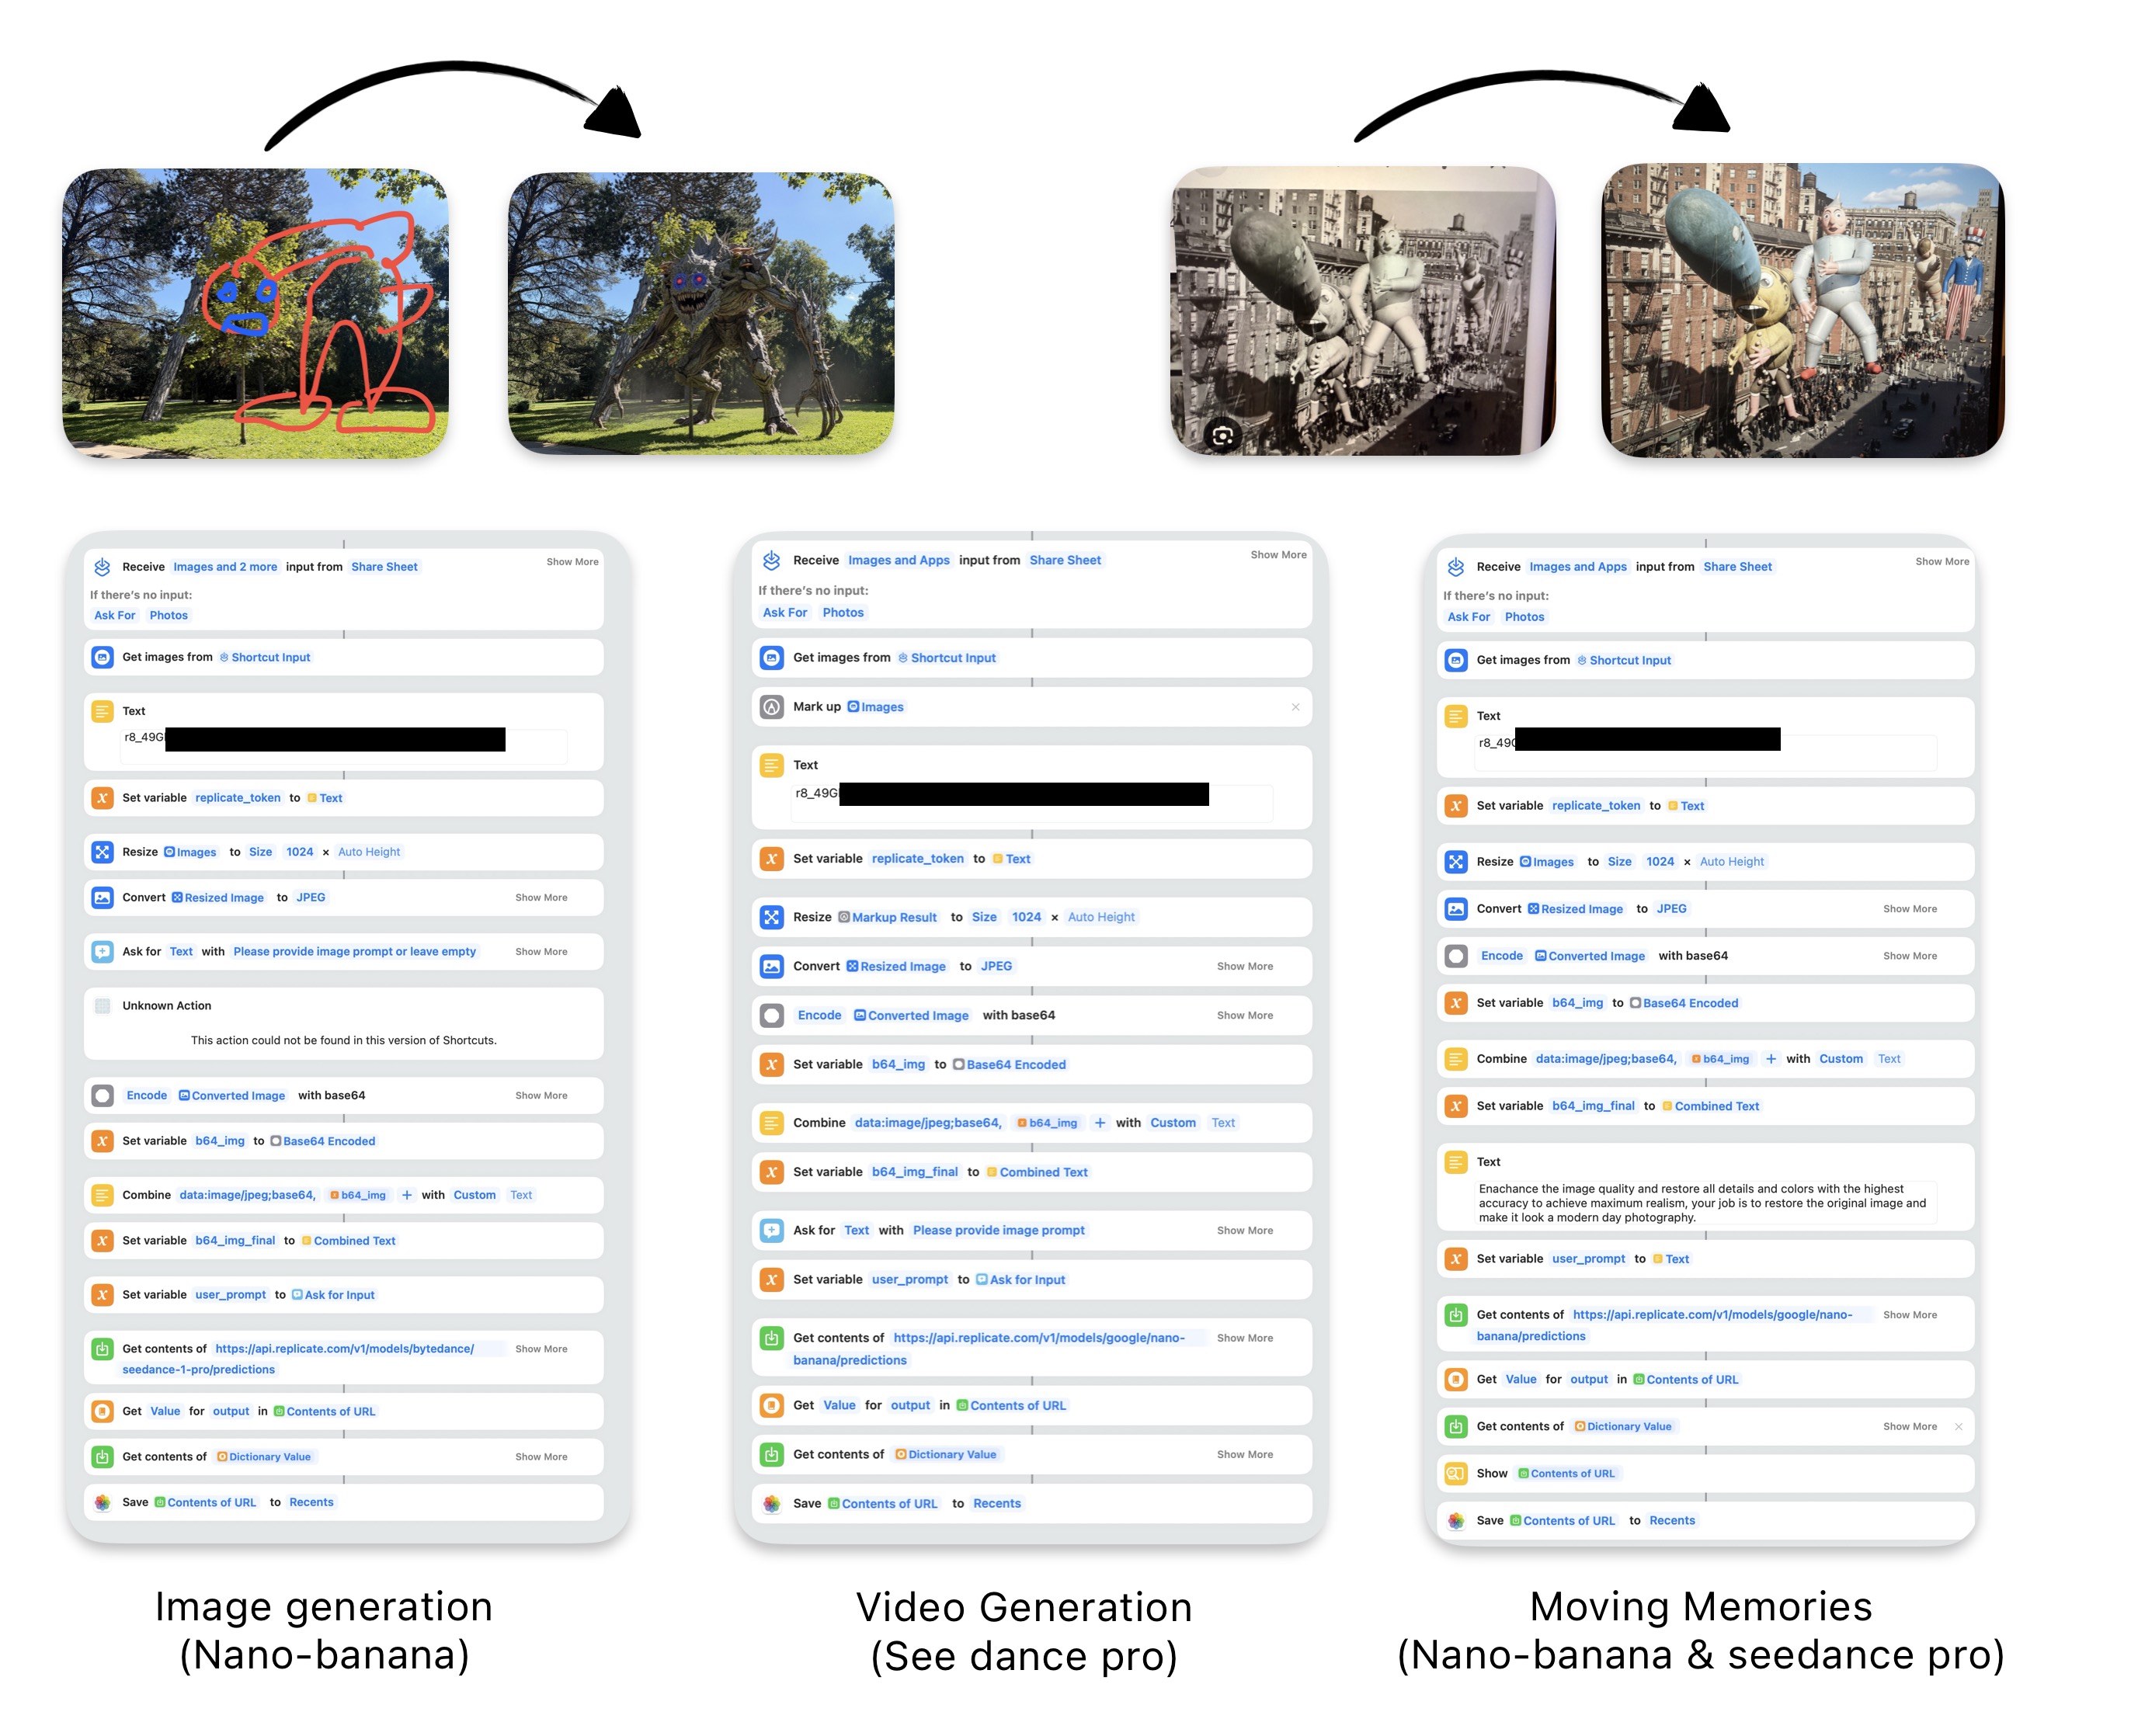 Receive Images and 2 more input from Share Sheet Show More
If there's no input:
Ask For Photos
Get images from Shortcut Input
Text
r8_49G
Set variable replicate_token to Text
Resize Images to Size 1024 × Auto Height
Convert Resized Image to JPEG Show More
Ask for Text with Please provide image prompt or leave empty Show More
Unknown Action
This action could not be found in this version of Shortcuts.
Encode Converted Image with base64 Show More
Set variable b64_img to Base64 Encoded
Combine data:image/jpeg;base64, b64_img + with Custom Text
Set variable b64_img_final to Combined Text
Set variable user_prompt to Ask for Input
Get contents of https://api.replicate.com/v1/models/bytedance/ Show More
seedance-1-pro/predictions
Get Value for output in Contents of URL
Get contents of Dictionary Value Show More
Save Contents of URL to Recents
Image generation
(Nano-banana)
Receive Images and Apps input from Share Sheet Show More
If there's no input:
Ask For Photos
Get images from Shortcut Input
Mark up Images
Text
r8_49G
Set variable replicate_token to Text
Resize Markup Result to Size 1024 × Auto Height
Convert Resized Image to JPEG Show More
Encode Converted Image with base64 Show More
Set variable b64_img to Base64 Encoded
Combine data:image/jpeg;base64, b64_img + with Custom Text
Set variable b64_img_final to Combined Text
Ask for Text with Please provide image prompt Show More
Set variable user_prompt to Ask for Input
Get contents of https://api.replicate.com/v1/models/google/nano- Show More
banana/predictions
Get Value for output in Contents of URL
Get contents of Dictionary Value Show More
Save Contents of URL to Recents
Video Generation
(See dance pro)
Receive Images and Apps input from Share Sheet Show More
If there's no input:
Ask For Photos
Get images from Shortcut Input
Text
r8_49G
Set variable replicate_token to Text
Resize Images to Size 1024 × Auto Height
Convert Resized Image to JPEG Show More
Encode Converted Image with base64 Show More
Set variable b64_img to Base64 Encoded
Combine data:image/jpeg;base64, b64_img + with Custom Text
Set variable b64_img_final to Combined Text
Text
Enachance the image quality and restore all details and colors with the highest
accuracy to achieve maximum realism, your job is to restore the original image and
make it look a modern day photography.
Set variable user_prompt to Text
Get contents of https://api.replicate.com/v1/models/google/nano- Show More
banana/predictions
Get Value for output in Contents of URL
Get contents of Dictionary Value Show More
Show Contents of URL
Save Contents of URL to Recents
Moving Memories
(Nano-banana & seedance pro)